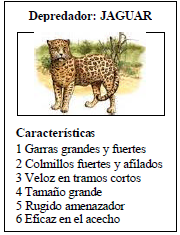 Depredador: JAGUAR
Características
1 Garras grandes y fuertes
2 Colmillos fuertes y afilados
3 Veloz en tramos cortos
4 Tamaño grande
5 Rugido amenazador
6 Eficaz en el acecho